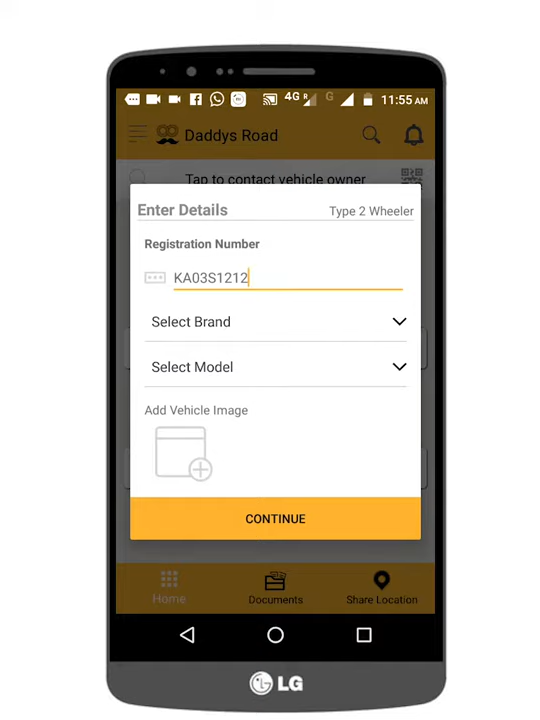 4G R G 11:55 AM
Daddys Road
Tap to contact vehicle owner
Enter Details Type 2 Wheeler
Registration Number
KA03S1212
Select Brand
Select Model
Add Vehicle Image
CONTINUE
Home Documents Share Location
LG